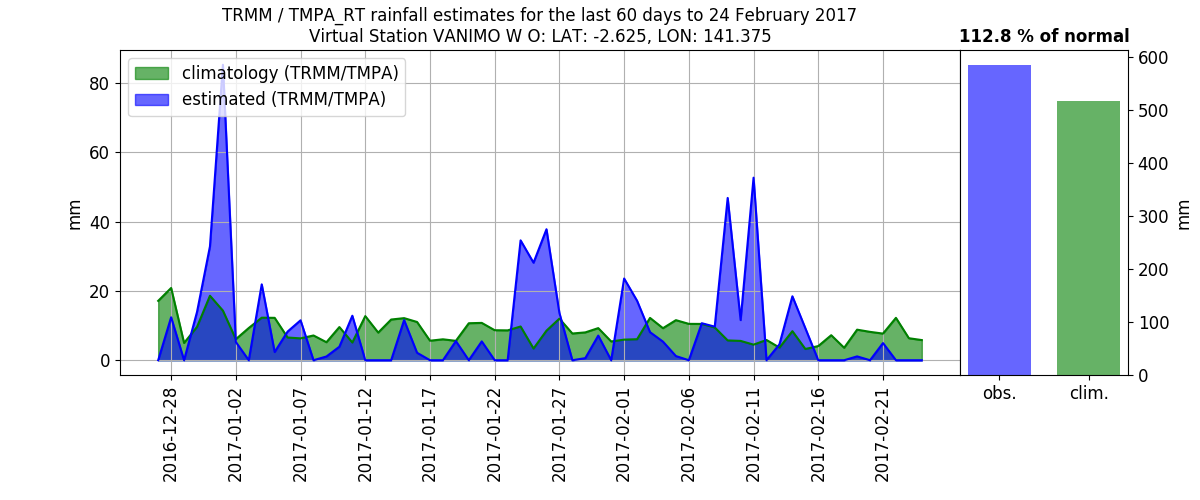 TRMM / TMPA_RT rainfall estimates for the last 60 days to 24 February 2017
Virtual Station VANIMO W O: LAT: -2.625, LON: 141.375
112.8 % of normal
climatology (TRMM/TMPA)
estimated (TRMM/TMPA)
mm
80
60
40
20
0
2016-12-28
2017-01-02
2017-01-07
2017-01-12
2017-01-17
2017-01-22
2017-01-27
2017-02-01
2017-02-06
2017-02-11
2017-02-16
2017-02-21
obs.
clim.
600
500
400
300
200
100
0
mm